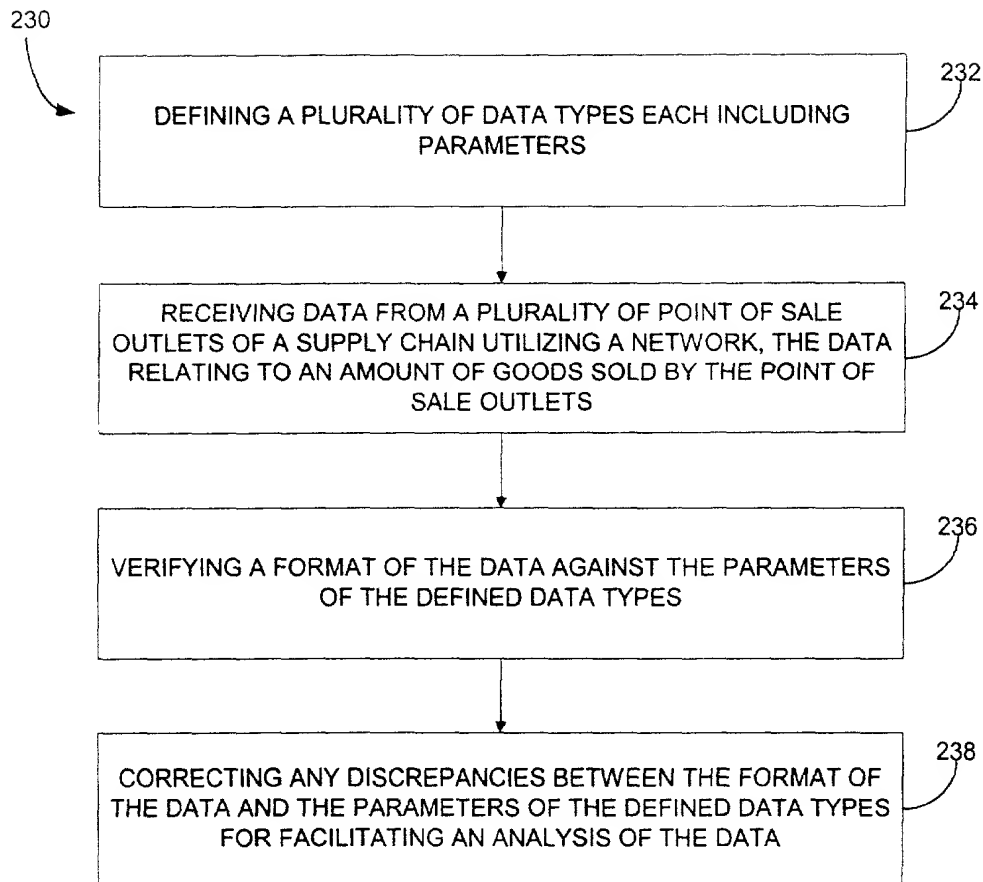 230
232
DEFINING A PLURALITY OF DATA TYPES EACH INCLUDING
PARAMETERS
234
RECEIVING DATA FROM A PLURALITY OF POINT OF SALE
OUTLETS OF A SUPPLY CHAIN UTILIZING A NETWORK, THE DATA
RELATING TO AN AMOUNT OF GOODS SOLD BY THE POINT OF
SALE OUTLETS
236
VERIFYING A FORMAT OF THE DATA AGAINST THE PARAMETERS
OF THE DEFINED DATA TYPES
238
CORRECTING ANY DISCREPANCIES BETWEEN THE FORMAT OF
THE DATA AND THE PARAMETERS OF THE DEFINED DATA TYPES
FOR FACILITATING AN ANALYSIS OF THE DATA